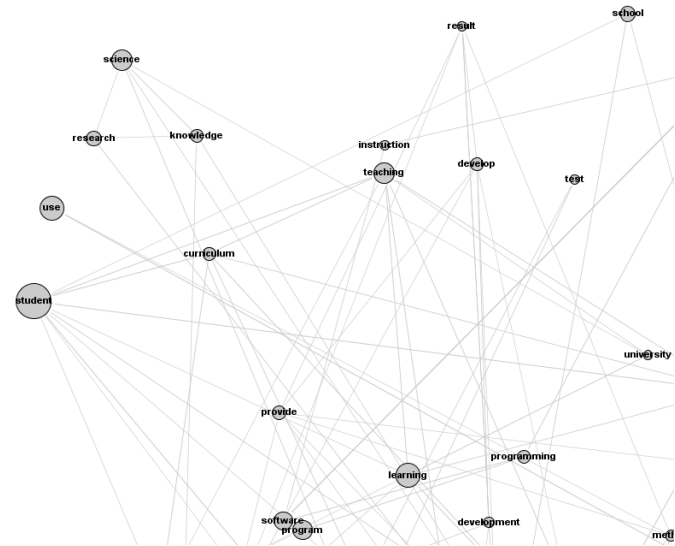 school
result
science
research
knowledge
instruction
develop
teaching
test
use
curriculum
student
university
provide
programming
learning
software
program
development
meth